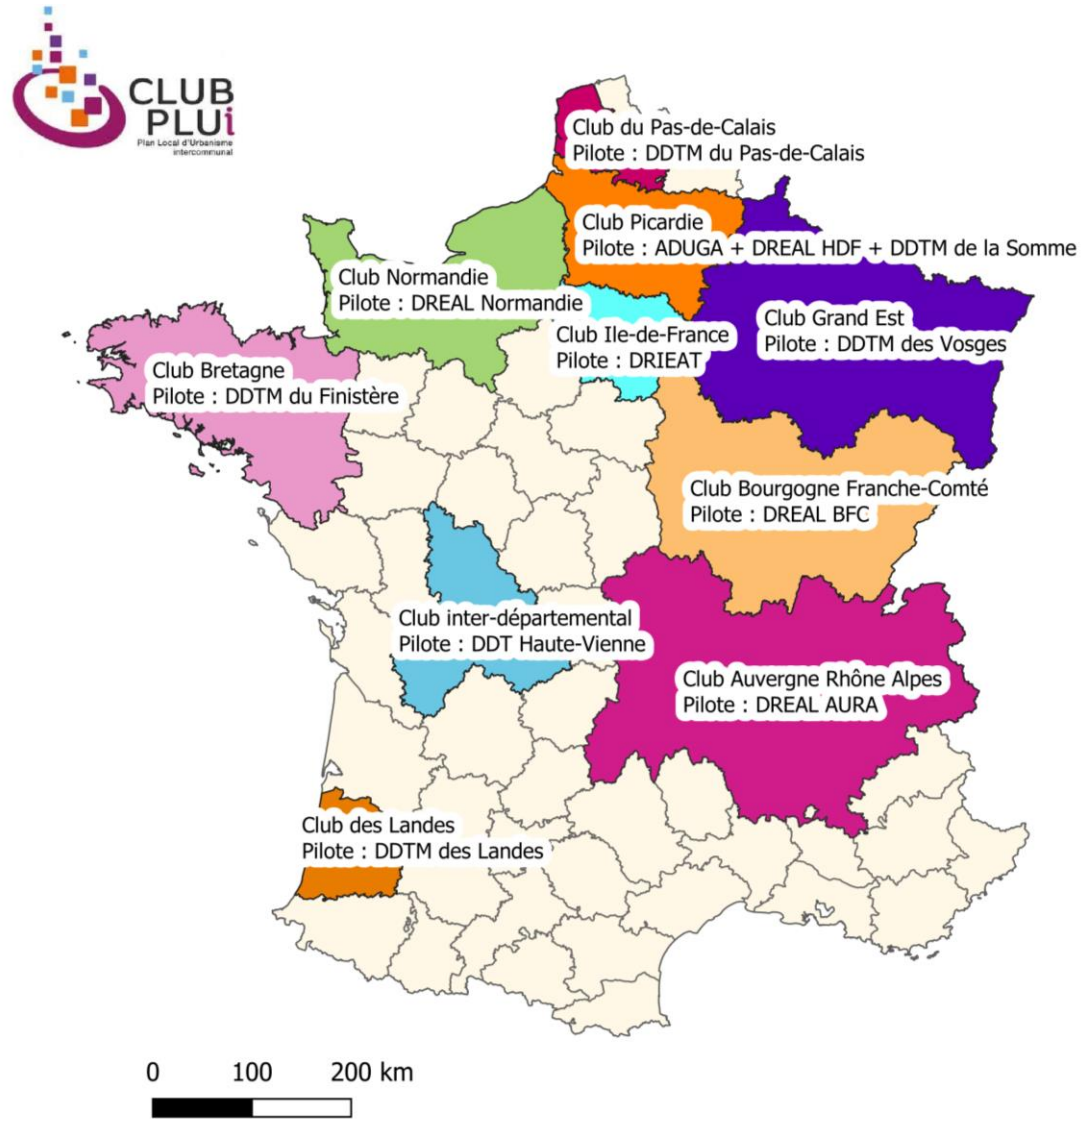 CLUB
PLUi
Plan Local d'Urbanisme
intercommunal
Club du Pas-de-Calais
Pilote : DDTM du Pas-de-Calais
Club Picardie
Pilote : ADUGA + DREAL HDF + DDTM de la Somme
Club Normandie
Pilote : DREAL Normandie
Club Ile-de-France
Pilote : DRIEAT
Club Grand Est
Pilote : DDTM des Vosges
Club Bretagne
Pilote : DDTM du Finistère
Club Bourgogne Franche-Comté
Pilote : DREAL BFC
Club inter-départemental
Pilote : DDT Haute-Vienne
Club Auvergne Rhône Alpes
Pilote : DREAL AURA
Club des Landes
Pilote : DDTM des Landes
0 100 200 km